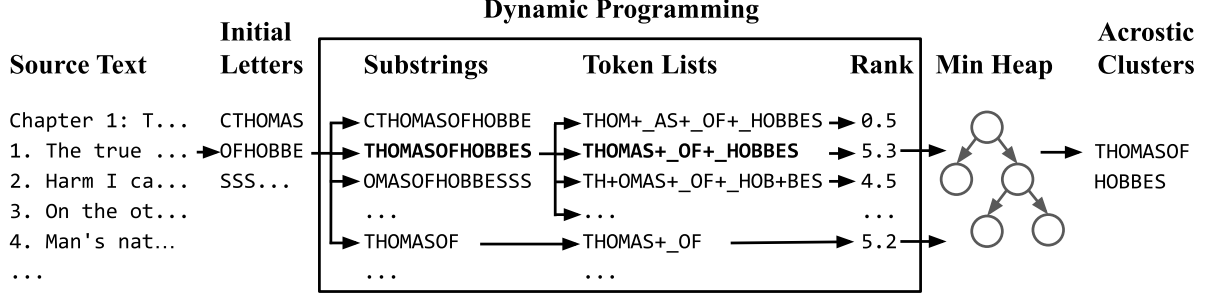 Dynamic Programming
Source Text Initial Letters Substrings Token Lists Rank Min Heap Acrostic Clusters
Chapter 1: T... CTHOMAS CTHOMASOFHOBBE THOM+_AS+_OF+_HOBBES 0.5
1. The true ... OFHOBBE THOMASOFHOBBES THOMAS+_OF+_HOBBES 5.3 THOMASOF
2. Harm I ca... SSS... OMASOFHOBBESSS TH+OMAS+_OF+_HOB+BES 4.5 HOBBES
3. On the ot... ... ... ...
4. Man's nat... THOMASOF THOMAS+_OF 5.2
... ... ...